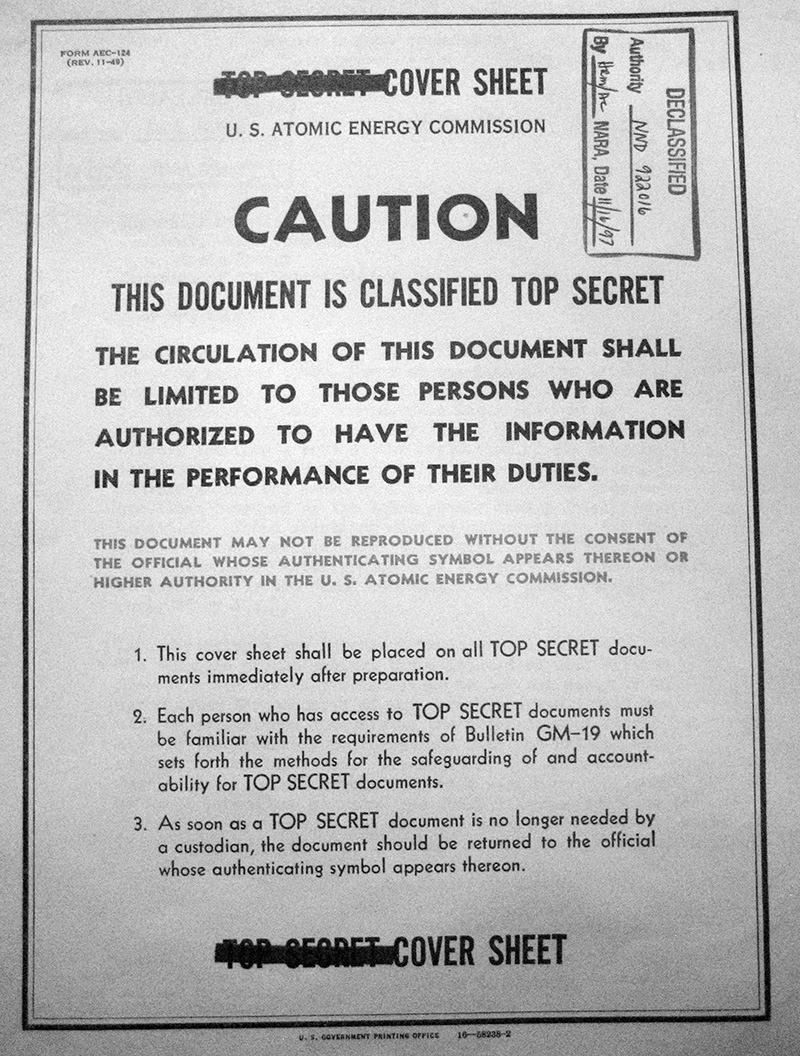 FORM AEC-124
(REV. 11-49)
TOP SECRET COVER SHEET
U. S. ATOMIC ENERGY COMMISSION
DECLASSIFIED
Authority NND 922016
By NARA, Date 11/16/97
CAUTION
THIS DOCUMENT IS CLASSIFIED TOP SECRET
THE CIRCULATION OF THIS DOCUMENT SHALL
BE LIMITED TO THOSE PERSONS WHO ARE
AUTHORIZED TO HAVE THE INFORMATION
IN THE PERFORMANCE OF THEIR DUTIES.
THIS DOCUMENT MAY NOT BE REPRODUCED WITHOUT THE CONSENT OF
THE OFFICIAL WHOSE AUTHENTICATING SYMBOL APPEARS THEREON OR
HIGHER AUTHORITY IN THE U. S. ATOMIC ENERGY COMMISSION.
1. This cover sheet shall be placed on all TOP SECRET docu-
ments immediately after preparation.
2. Each person who has access to TOP SECRET documents must
be familiar with the requirements of Bulletin GM-19 which
sets forth the methods for the safeguarding of and account-
ability for TOP SECRET documents.
3. As soon as a TOP SECRET document is no longer needed by
a custodian, the document should be returned to the official
whose authenticating symbol appears thereon.
TOP SECRET COVER SHEET
U. S. GOVERNMENT PRINTING OFFICE 16—58238-2